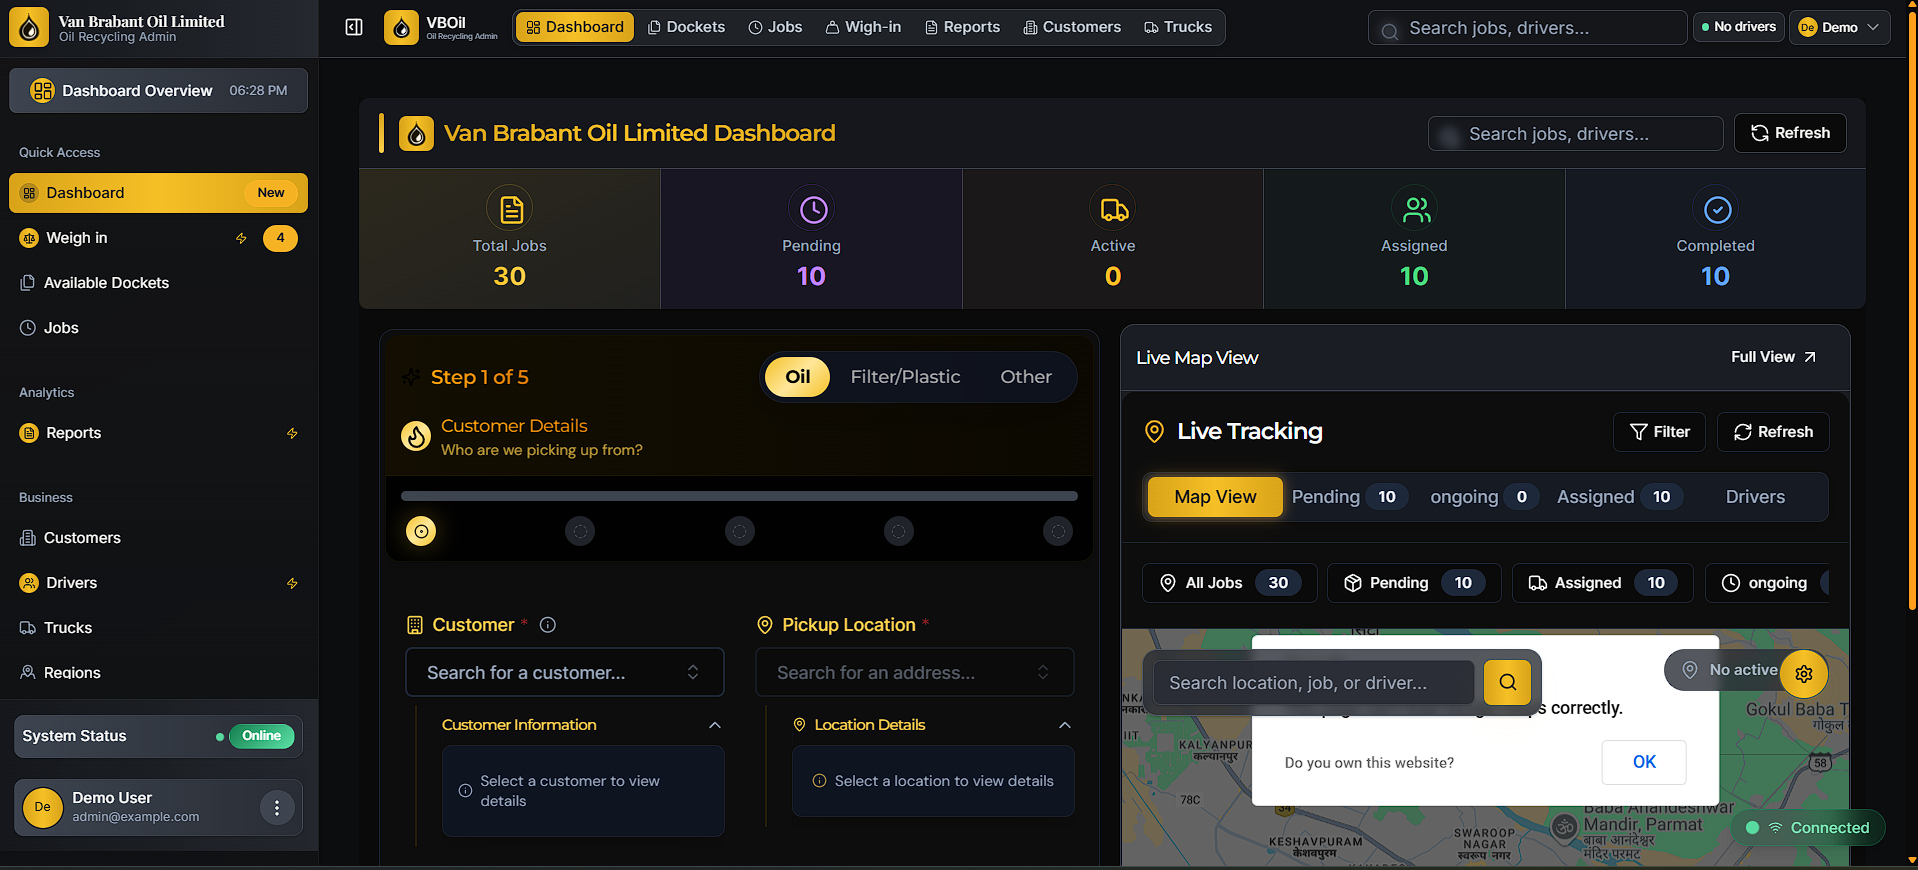 Van Brabant Oil Limited
Oil Recycling Admin
Dashboard Overview 06:28 PM
Quick Access
Dashboard New
Weigh in 4
Available Dockets
Jobs
Analytics
Reports
Business
Customers
Drivers
Trucks
Regions
System Status Online
De Demo User
admin@example.com
VBOil
Oil Recycling Admin
Dashboard Dockets Jobs Wigh-in Reports Customers Trucks
Search jobs, drivers...
No drivers
De Demo
Van Brabant Oil Limited Dashboard
Search jobs, drivers...
Refresh
Total Jobs
30
Pending
10
Active
0
Assigned
10
Completed
10
Step 1 of 5
Oil Filter/Plastic Other
Customer Details
Who are we picking up from?
Customer *
Search for a customer...
Customer Information
Select a customer to view
details
Pickup Location *
Search for an address...
Location Details
Select a location to view details
Live Map View
Full View
Live Tracking
Filter Refresh
Map View Pending 10 ongoing 0 Assigned 10 Drivers
All Jobs 30 Pending 10 Assigned 10 ongoing
Search location, job, or driver...
No active
correctly.
Do you own this website?
OK
Gokul Baba T
गोकुल
58
IIT
KALYANPUR
कल्यानपुर
78C
34
KESHAVPURAM
केशवपुरम
SWAROOP
NAGAR
स्वरूप नगर
Baba Anandeshwar
Mandir, Parmat
बाबा आनंदेश्वर
मंदिर परमट
Connected